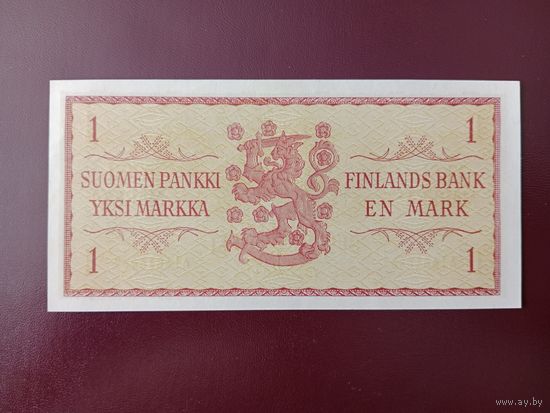 1 1
SUOMEN PANKKI FINLANDS BANK
YKSI MARKKA EN MARK
1 1
www.ay.by